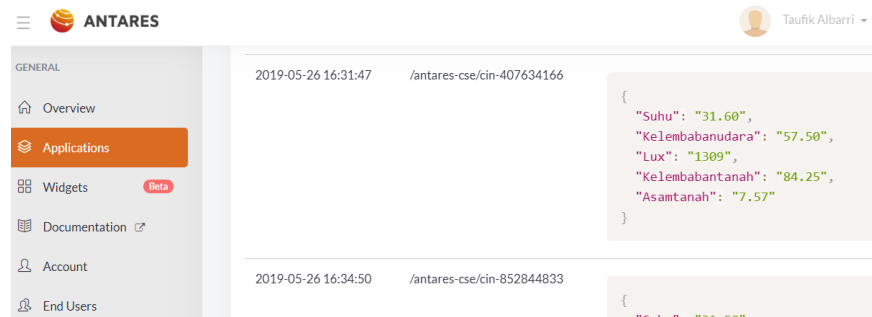 ANTARES
Taufik Albarri
GENERAL
Overview
Applications
Widgets Beta
Documentation
Account
End Users
2019-05-26 16:31:47 /antares-cse/cin-407634166
{
"Suhu": "31.60",
"Kelembabanudara": "57.50",
"Lux": "1309",
"Kelembabantanah": "84.25",
"Asamtanah": "7.57"
}
2019-05-26 16:34:50 /antares-cse/cin-852844833
{